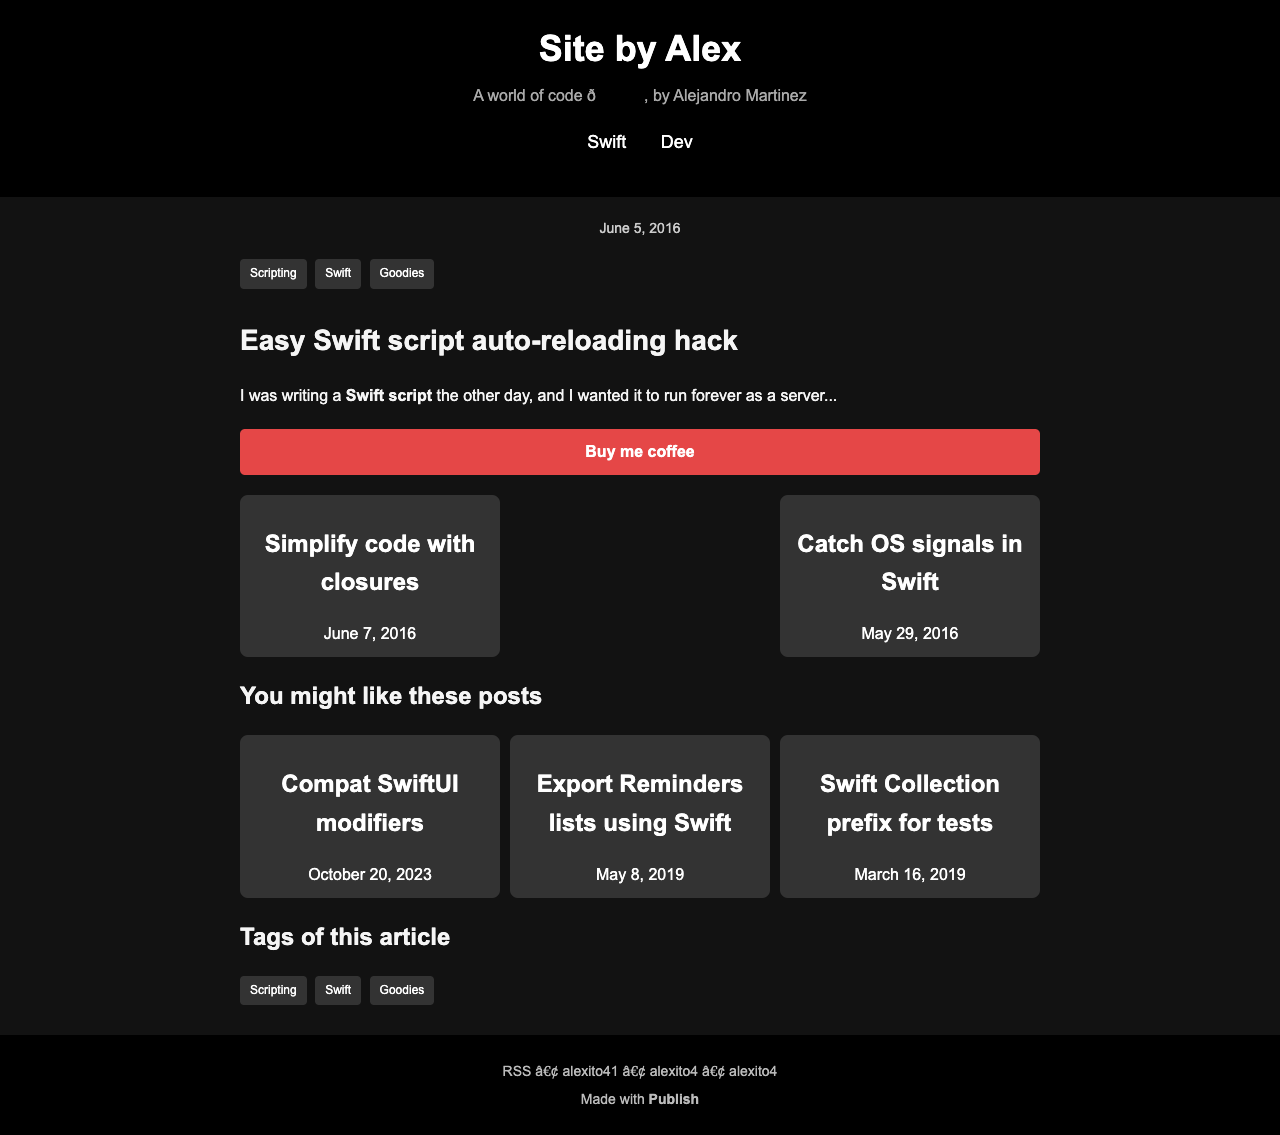 Site by Alex
A world of code ð , by Alejandro Martinez
Swift Dev
June 5, 2016
Scripting Swift Goodies
Easy Swift script auto-reloading hack
I was writing a Swift script the other day, and I wanted it to run forever as a server...
Buy me coffee
Simplify code with
closures
June 7, 2016
Catch OS signals in
Swift
May 29, 2016
You might like these posts
Compat SwiftUI
modifiers
October 20, 2023
Export Reminders
lists using Swift
May 8, 2019
Swift Collection
prefix for tests
March 16, 2019
Tags of this article
Scripting Swift Goodies
RSS â€¢ alexito41 â€¢ alexito4 â€¢ alexito4
Made with Publish